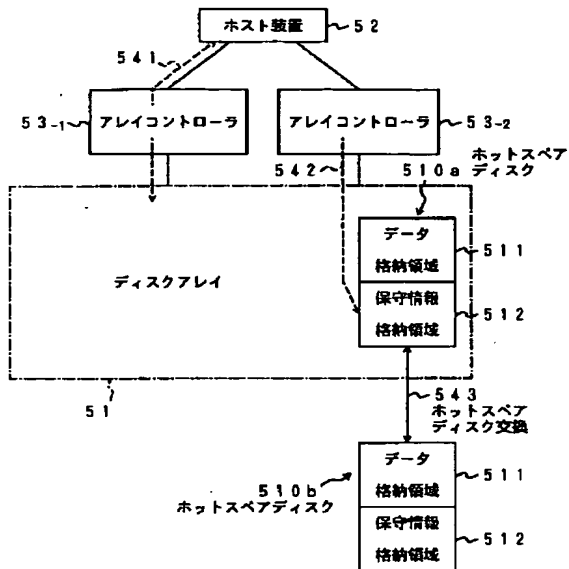 ホスト装置
５２
５４１
５３-1
アレイコントローラ
アレイコントローラ
５３-2
５４２
ホットスペア
ディスク
５１０a
データ
格納領域
５１１
ディスクアレイ
保守情報
格納領域
５１２
５１
５４３
ホットスペア
ディスク交換
データ
格納領域
５１１
５１０b
ホットスペアディスク
保守情報
格納領域
５１２